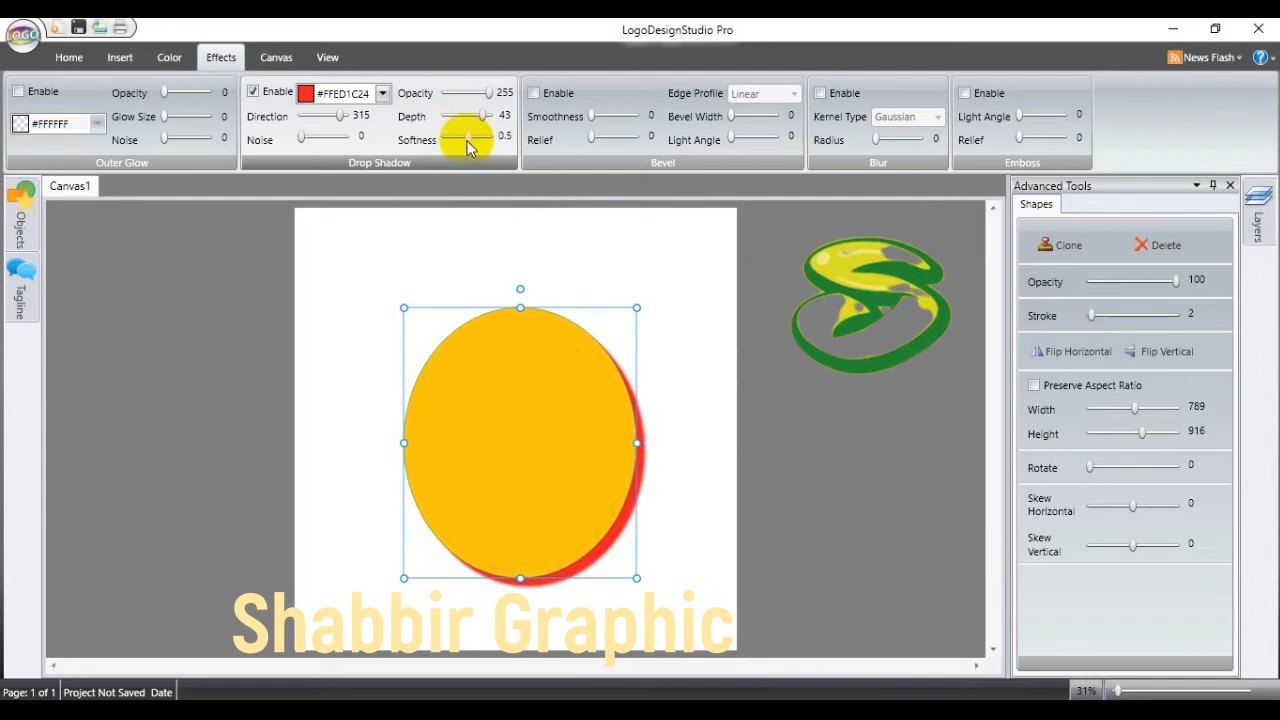 LogoDesignStudio Pro
LOGO
Home Insert Color Effects Canvas View News Flash ?
Enable Opacity 0
#FFFFFF Glow Size 0
Noise 0
Outer Glow
Enable #FFED1C24 Opacity 255
Direction 315 Depth 43
Noise 0 Softness 0.5
Drop Shadow
Enable Edge Profile Linear
Smoothness 0 Bevel Width 0
Relief 0 Light Angle 0
Bevel
Enable
Kernel Type Gaussian
Radius 0
Blur
Enable
Light Angle 0
Relief 0
Emboss
Objects
Tagline
Canvas1
Advanced Tools
Shapes
Clone Delete
Opacity 100
Stroke 2
Flip Horizontal Flip Vertical
Preserve Aspect Ratio
Width 789
Height 916
Rotate 0
Skew Horizontal 0
Skew Vertical 0
Layers
Shabbir Graphic
Page: 1 of 1 Project Not Saved Date 31%